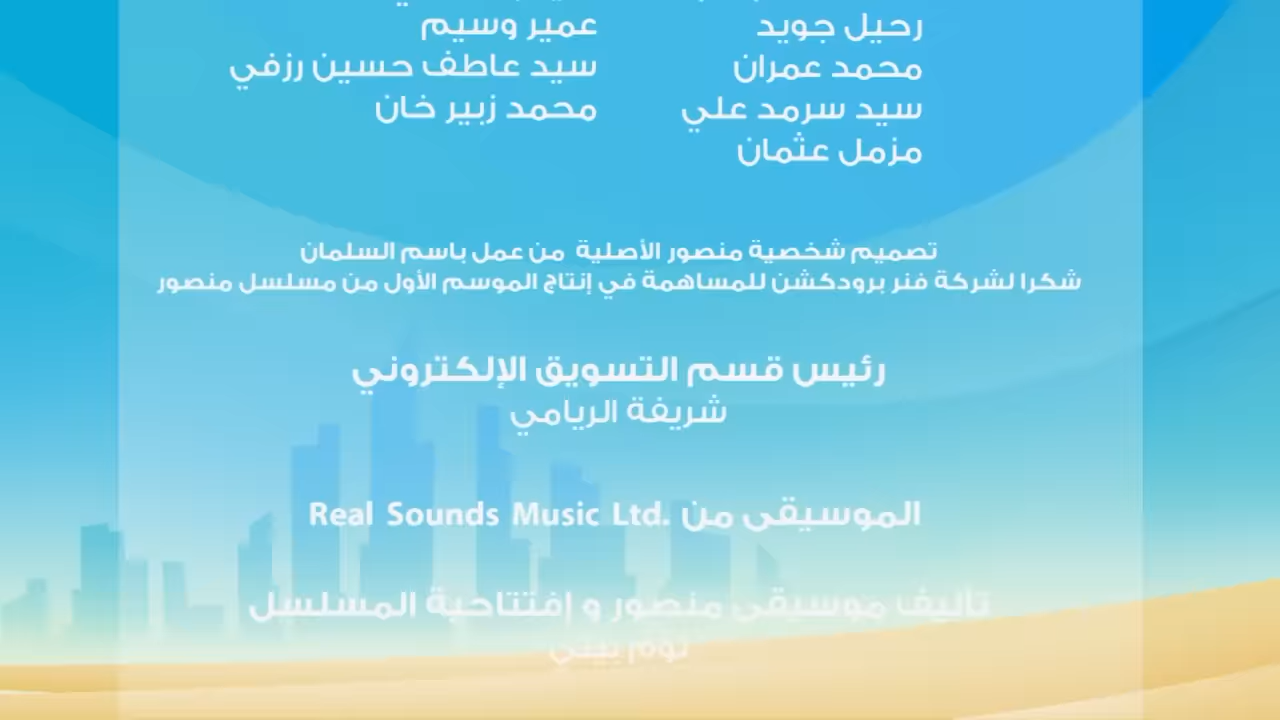 رحيل جويد عمير وسيم
محمد عمران سيد عاطف حسين رزفي
سيد سرمد علي محمد زبير خان
مزمل عثمان
تصميم شخصية منصور الأصلية من عمل باسم السلمان
شكرا لشركة فنر برودكشن للمساهمة في إنتاج الموسم الأول من مسلسل منصور
رئيس قسم التسويق الإلكتروني
شريفة الريامي
الموسيقى من Real Sounds Music Ltd.
تأليف موسيقى منصور و إفتتاحية المسلسل
توم بيتي